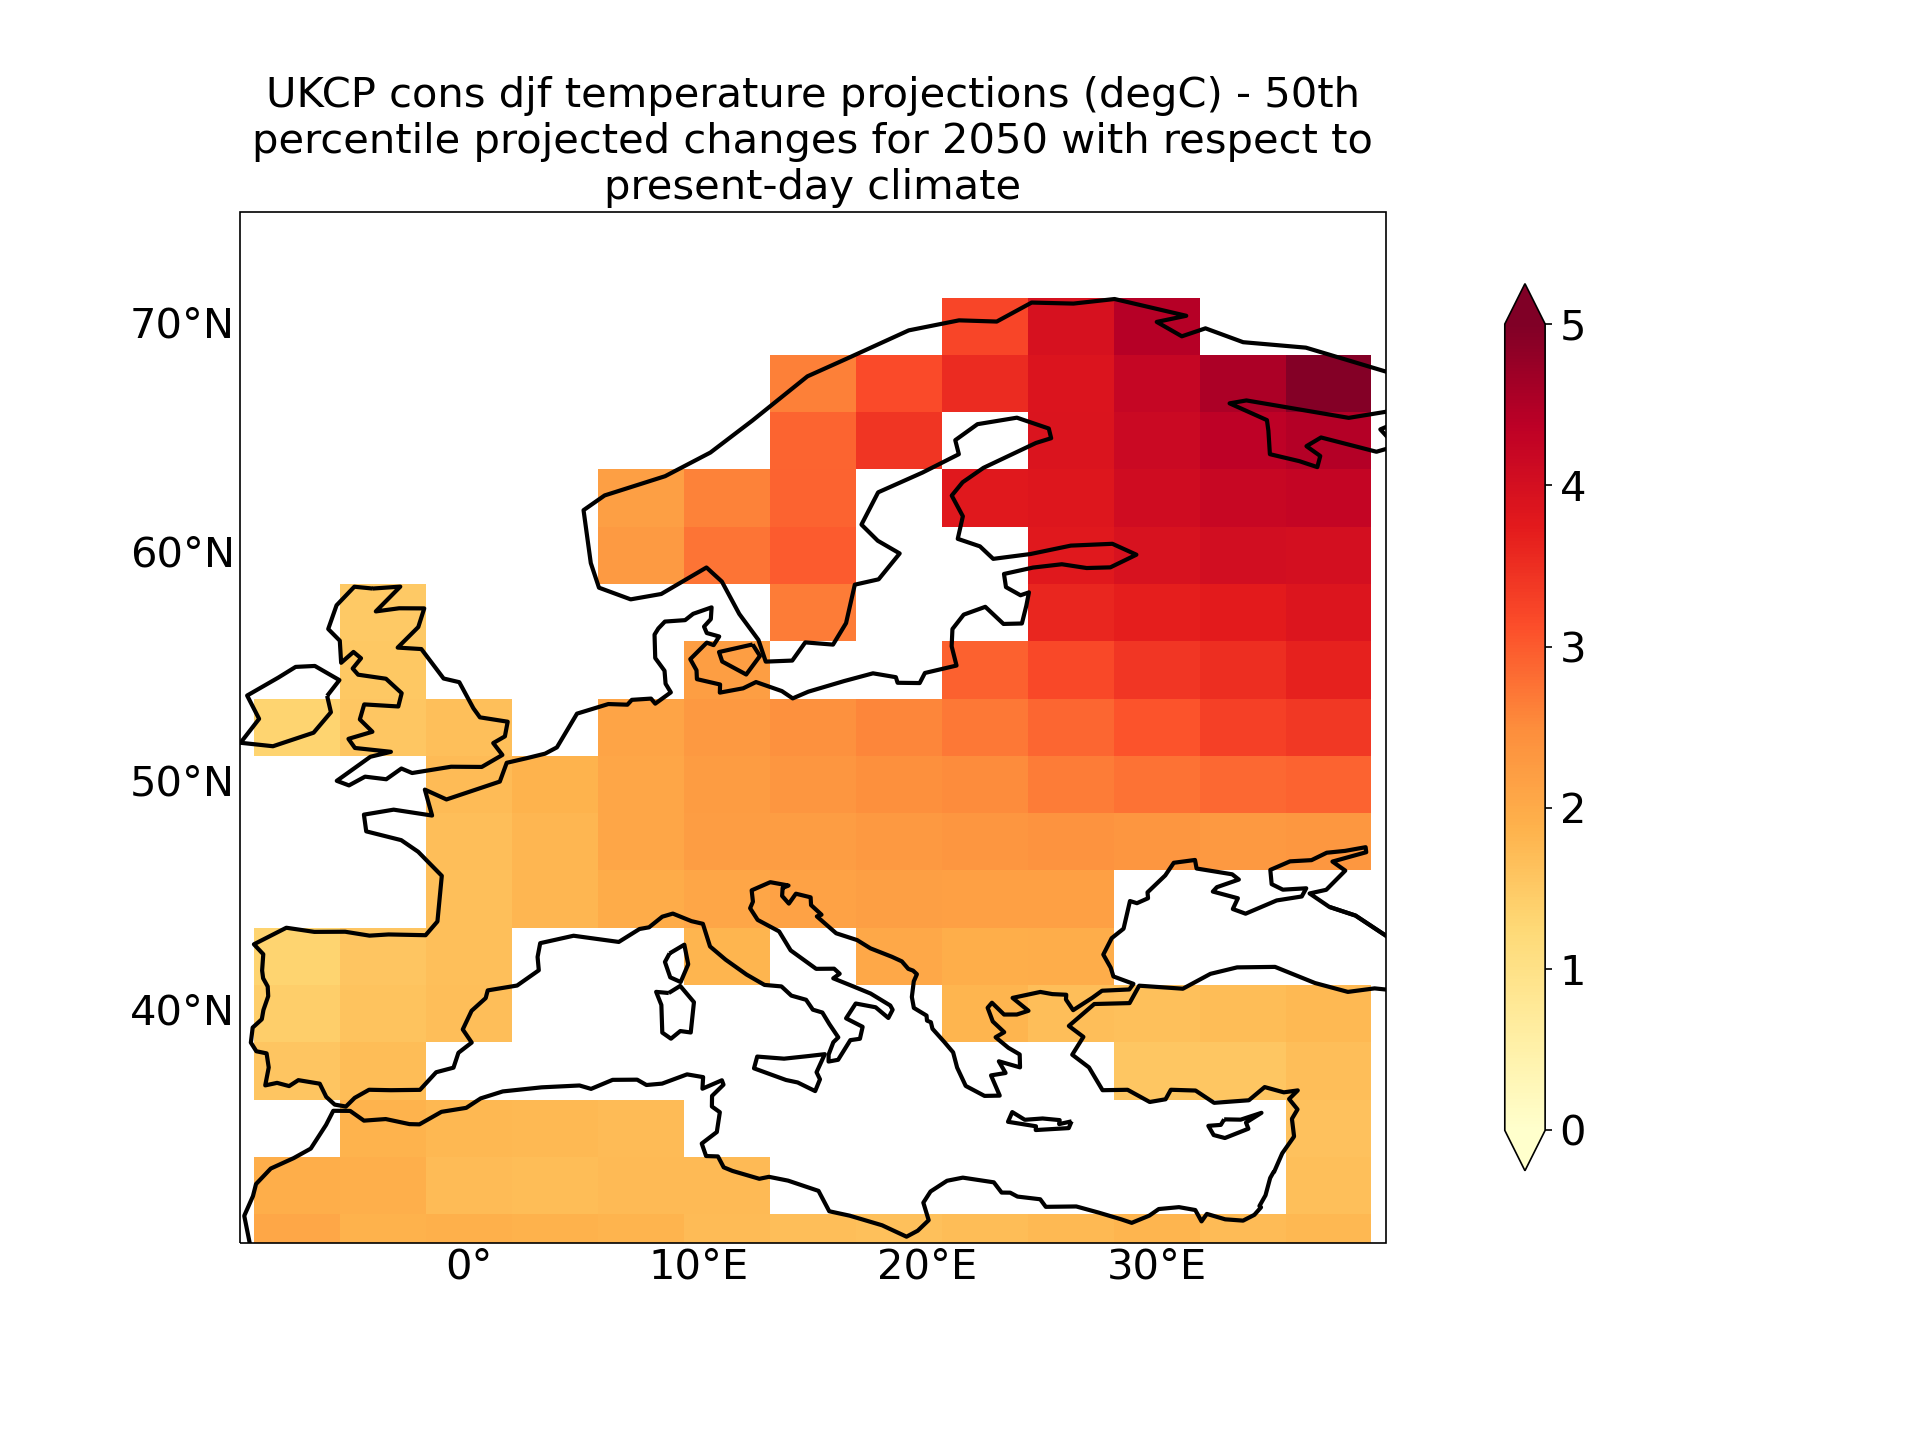 UKCP cons djf temperature projections (degC) - 50th
percentile projected changes for 2050 with respect to
present-day climate
70°N
60°N
50°N
40°N
0°
10°E
20°E
30°E
5
4
3
2
1
0